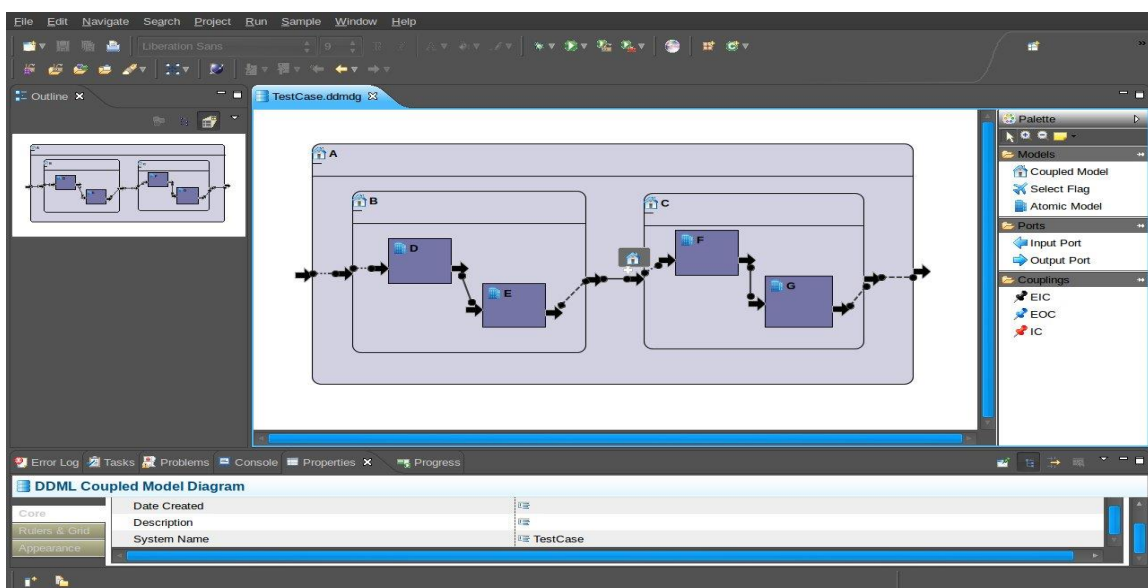 File Edit Navigate Search Project Run Sample Window Help
Liberation Sans 9
Outline
TestCase.ddmdg
Palette
Models
Coupled Model
Select Flag
Atomic Model
Ports
Input Port
Output Port
Couplings
EIC
EOC
IC
A
B
C
D
E
F
G
Error Log Tasks Problems Console Properties Progress
DDML Coupled Model Diagram
Core
Rulers & Grid
Appearance
Date Created
Description
System Name TestCase